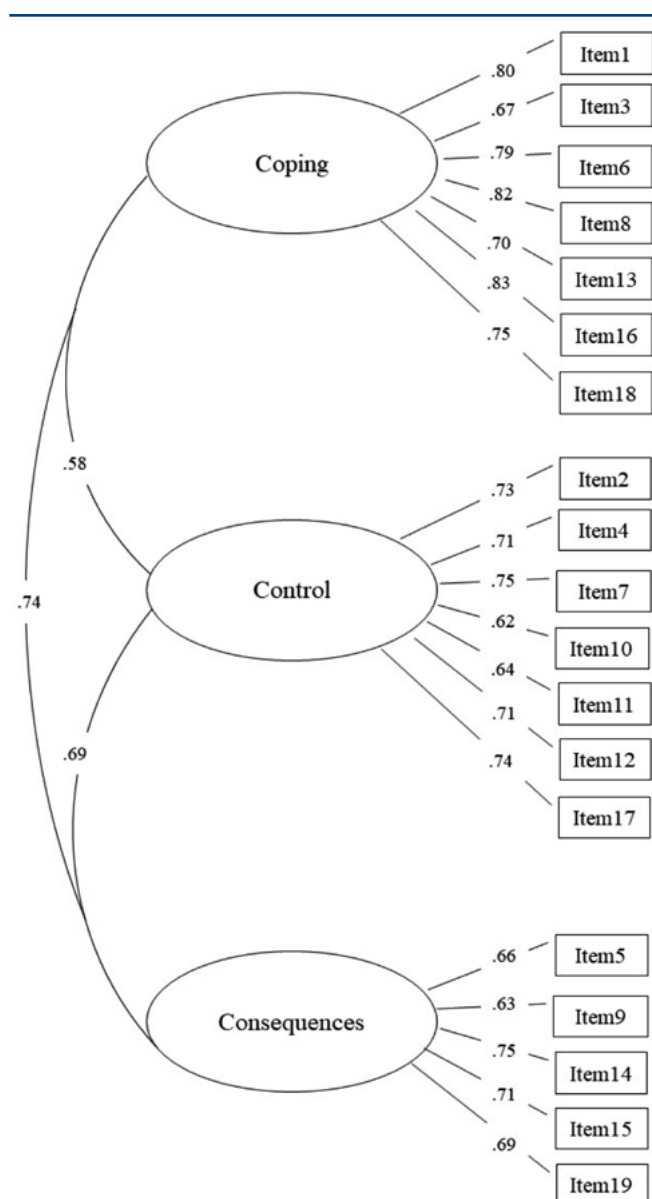 .80
Item1
.67
Item3
Coping
.79
Item6
.82
Item8
.70
Item13
.83
Item16
.75
Item18
.58
.73
Item2
.71
Item4
Control
.75
Item7
.62
Item10
.64
Item11
.71
Item12
.74
Item17
.74
.69
.66
Item5
.63
Item9
Consequences
.75
Item14
.71
Item15
.69
Item19